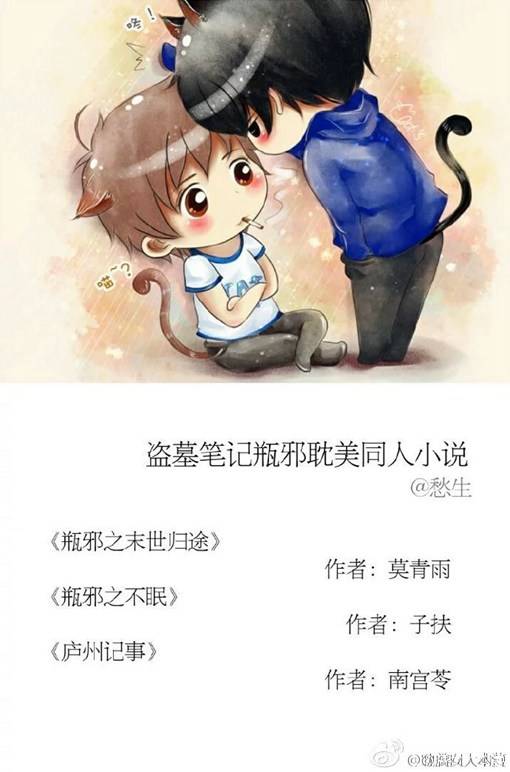 咚！
喵~？
盗墓笔记瓶邪耽美同人小说
@愁生
《瓶邪之末世归途》
作者：莫青雨
《瓶邪之不眠》
作者：子扶
《庐州记事》
作者：南宫苓